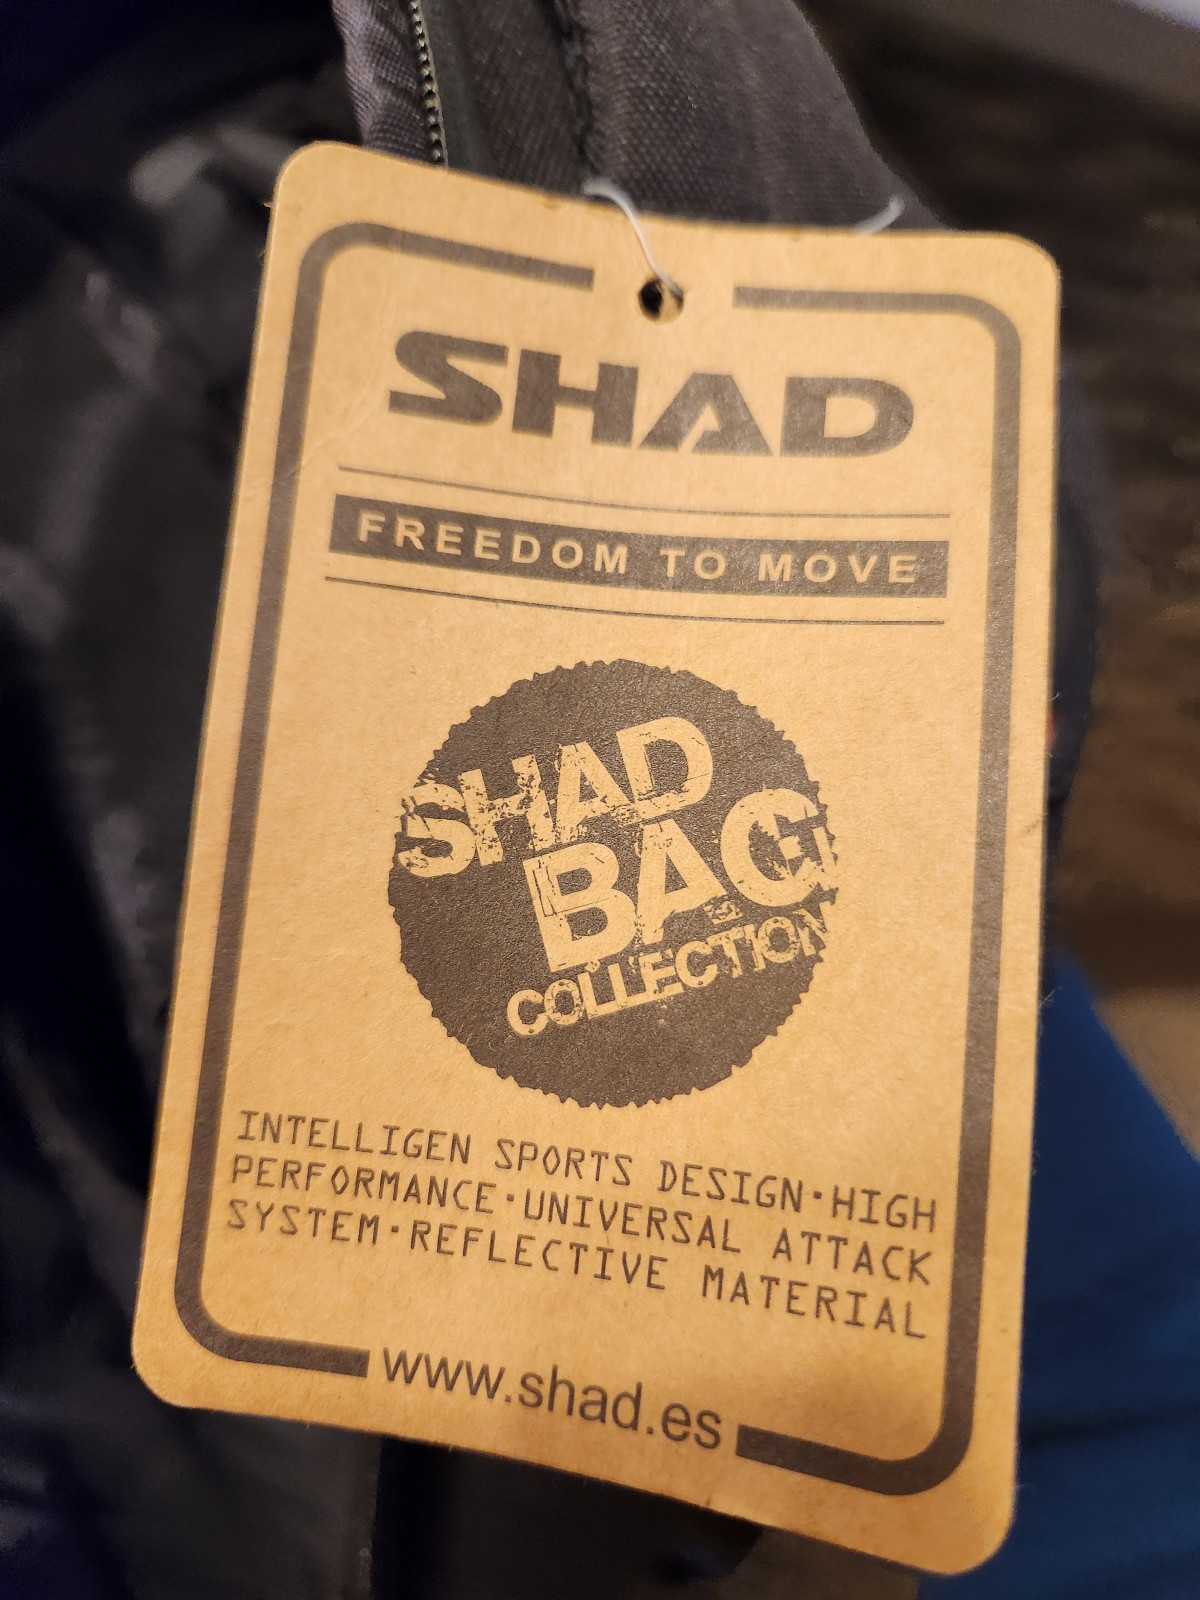 SHAD
FREEDOM TO MOVE
SHAD
BAG
COLLECTION
INTELLIGEN SPORTS DESIGN·HIGH
PERFORMANCE·UNIVERSAL ATTACK
SYSTEM·REFLECTIVE MATERIAL
www.shad.es